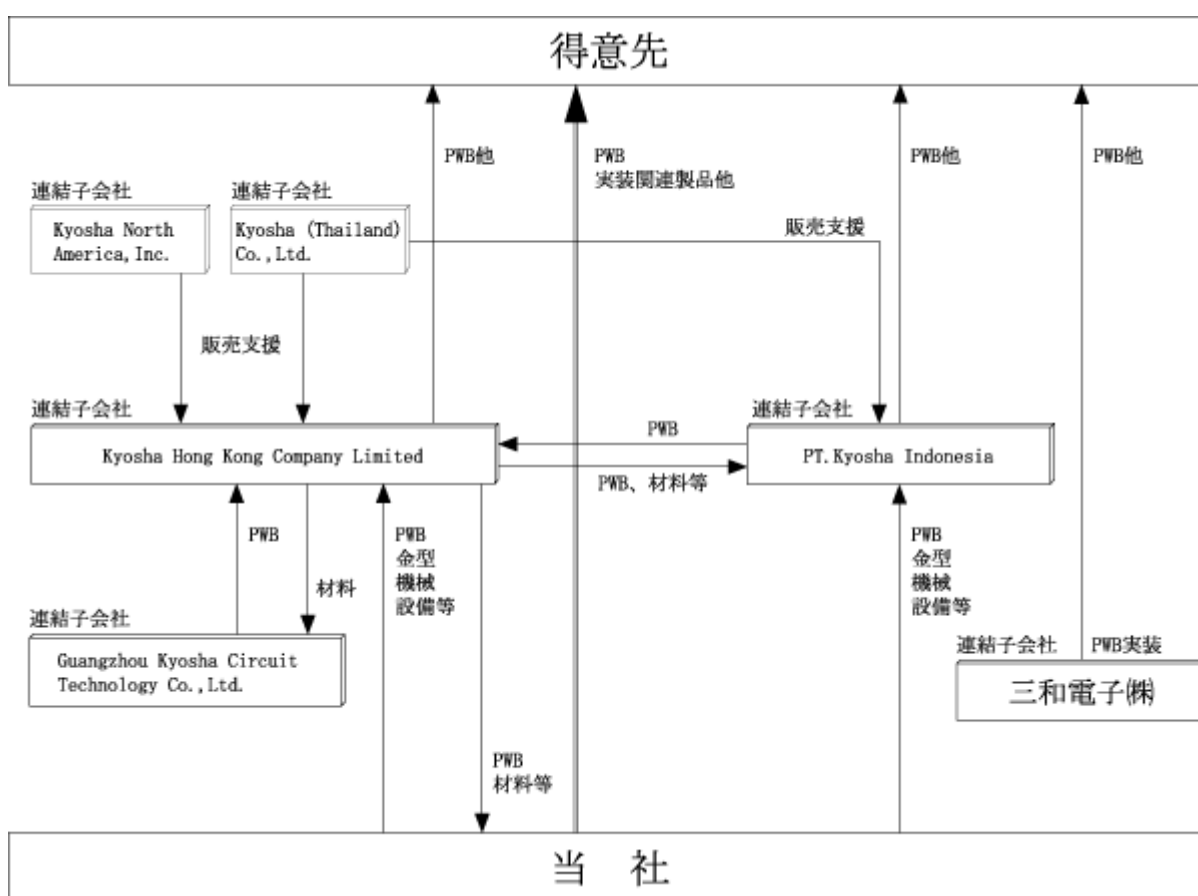 得意先
PWB他
PWB
実装関連製品他
PWB他
PWB他
連結子会社
連結子会社
Kyosha North
America,Inc.
Kyosha (Thailand)
Co.,Ltd.
販売支援
販売支援
連結子会社
Kyosha Hong Kong Company Limited
PWB
PWB、材料等
連結子会社
PT.Kyosha Indonesia
PWB
材料
PWB
金型
機械
設備等
PWB
金型
機械
設備等
連結子会社
Guangzhou Kyosha Circuit
Technology Co.,Ltd.
連結子会社
PWB実装
三和電子㈱
PWB
材料等
当 社